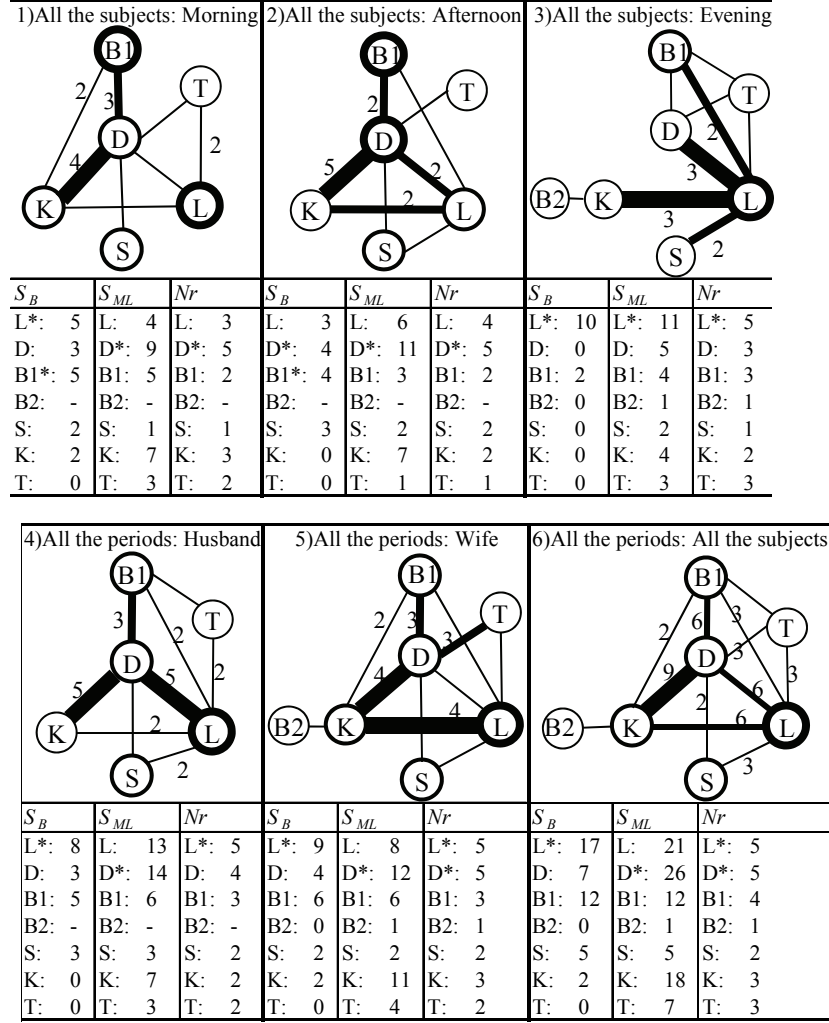 1)All the subjects: Morning 2)All the subjects: Afternoon 3)All the subjects: Evening
B1 B1 B1
T T T
2 3 2 2 D 2
D D
4 5 2 3
K L K 2 L B2 K L
3
S S S 2
S_B S_ML Nr S_B S_ML Nr S_B S_ML Nr
L*: 5 L: 4 L: 3 L: 3 L: 6 L: 4 L*: 10 L*: 11 L*: 5
D: 3 D*: 9 D*: 5 D*: 4 D*: 11 D*: 5 D: 0 D: 5 D: 3
B1*: 5 B1: 5 B1: 2 B1*: 4 B1: 3 B1: 2 B1: 2 B1: 4 B1: 3
B2: - B2: - B2: - B2: - B2: - B2: - B2: 0 B2: 1 B2: 1
S: 2 S: 1 S: 1 S: 3 S: 2 S: 2 S: 0 S: 2 S: 1
K: 2 K: 7 K: 3 K: 0 K: 7 K: 2 K: 0 K: 4 K: 2
T: 0 T: 3 T: 2 T: 0 T: 1 T: 1 T: 0 T: 3 T: 3
4)All the periods: Husband 5)All the periods: Wife 6)All the periods: All the subjects
B1 B1 B1
T T T
3 2 2 3 3 2 6 3
D 2 D D 3 3
5 5 4 9 2 6
K 2 L B2 K 4 L B2 K 6 L
S 2 S S 3
S_B S_ML Nr S_B S_ML Nr S_B S_ML Nr
L*: 8 L: 13 L*: 5 L*: 9 L: 8 L*: 5 L*: 17 L: 21 L*: 5
D: 3 D*: 14 D: 4 D: 4 D*: 12 D*: 5 D: 7 D*: 26 D*: 5
B1: 5 B1: 6 B1: 3 B1: 6 B1: 6 B1: 3 B1: 12 B1: 12 B1: 4
B2: - B2: - B2: - B2: 0 B2: 1 B2: 1 B2: 0 B2: 1 B2: 1
S: 3 S: 3 S: 2 S: 2 S: 2 S: 2 S: 5 S: 5 S: 2
K: 0 K: 7 K: 2 K: 2 K: 11 K: 3 K: 2 K: 18 K: 3
T: 0 T: 3 T: 2 T: 0 T: 4 T: 2 T: 0 T: 7 T: 3